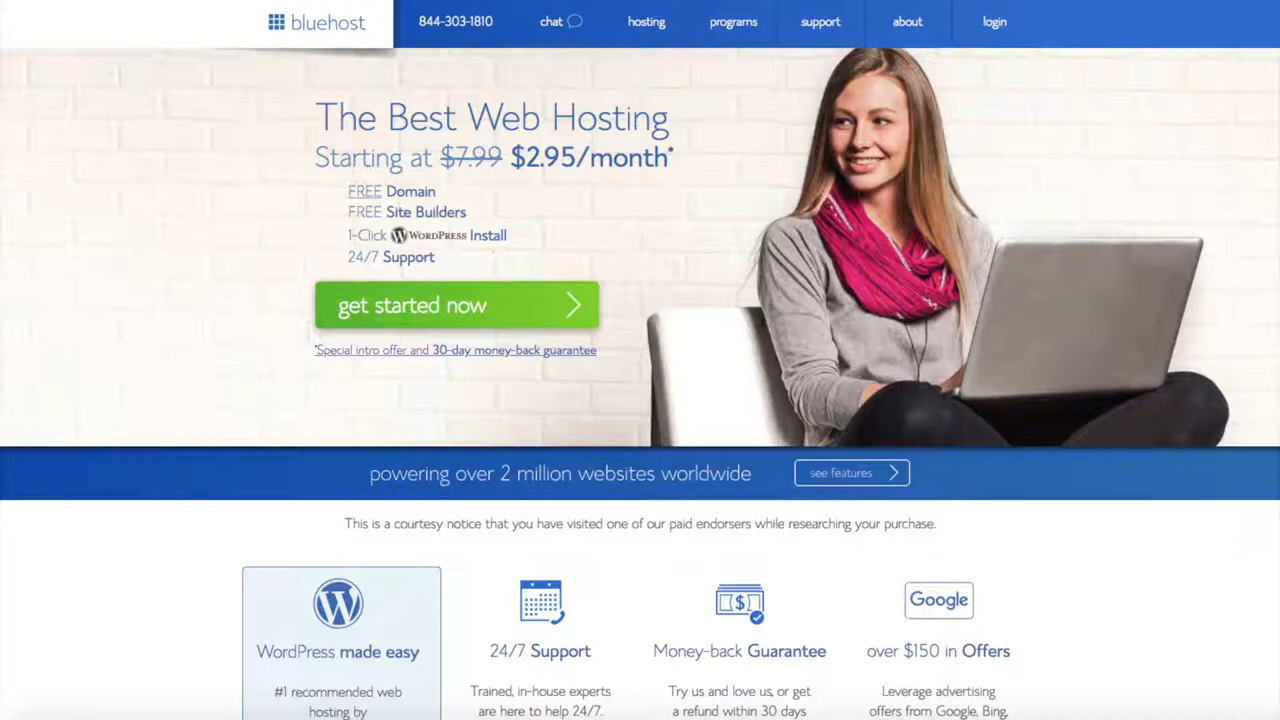 bluehost
844-303-1810
chat
hosting
programs
support
about
login
The Best Web Hosting
Starting at $7.99 $2.95/month*
FREE Domain
FREE Site Builders
1-Click WORDPRESS Install
24/7 Support
get started now
*Special intro offer and 30-day money-back guarantee
powering over 2 million websites worldwide
see features
This is a courtesy notice that you have visited one of our paid endorsers while researching your purchase.
WordPress made easy
#1 recommended web
hosting by
24/7 Support
Trained, in-house experts
are here to help 24/7.
Money-back Guarantee
Try us and love us, or get
a refund within 30 days
Google
over $150 in Offers
Leverage advertising
offers from Google, Bing,